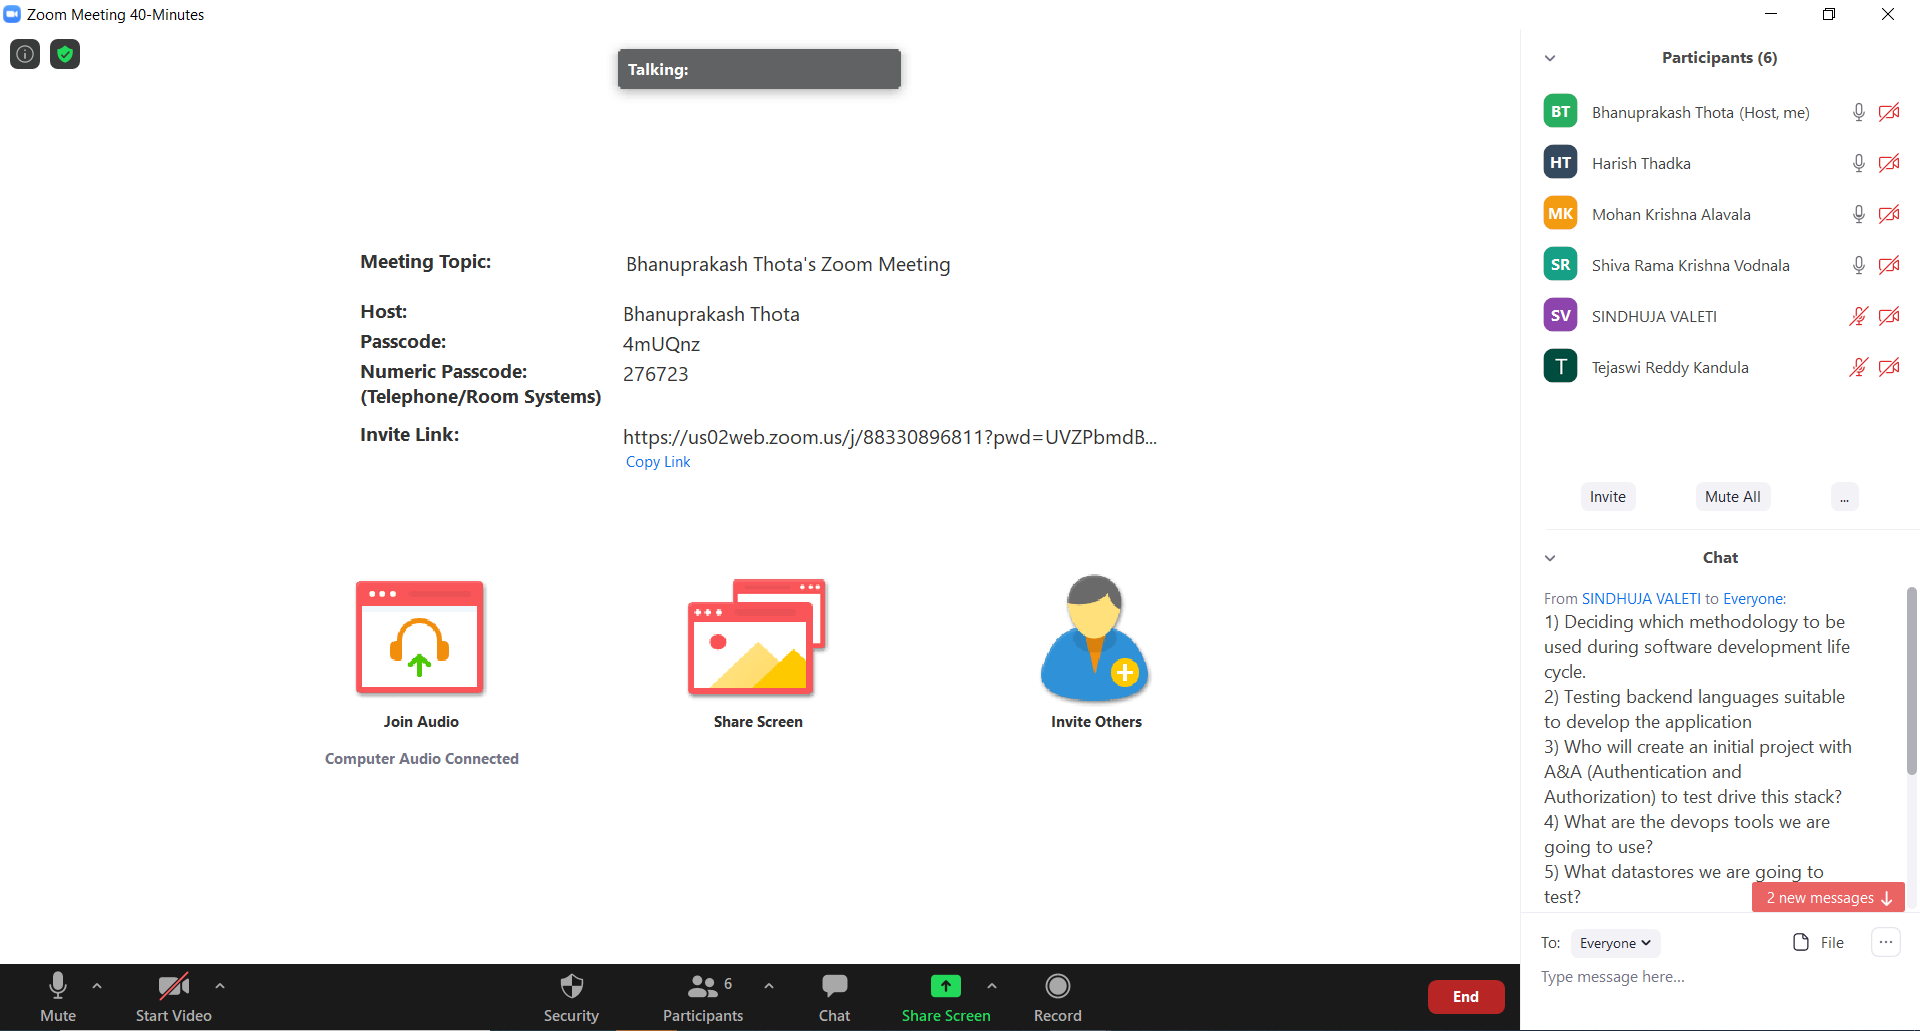 Zoom Meeting 40-Minutes
Talking:
Meeting Topic: Bhanuprakash Thota's Zoom Meeting
Host: Bhanuprakash Thota
Passcode: 4mUQnz
Numeric Passcode: 276723
(Telephone/Room Systems)
Invite Link: https://us02web.zoom.us/j/88330896811?pwd=UVZPbmdB...
Copy Link
Join Audio
Computer Audio Connected
Share Screen
Invite Others
Mute
Start Video
Security
Participants 6
Chat
Share Screen
Record
End
Participants (6)
BT Bhanuprakash Thota (Host, me)
HT Harish Thadka
MK Mohan Krishna Alavala
SR Shiva Rama Krishna Vodnala
SV SINDHUJA VALETI
T Tejaswi Reddy Kandula
Invite Mute All ...
Chat
From SINDHUJA VALETI to Everyone:
1) Deciding which methodology to be
used during software development life
cycle.
2) Testing backend languages suitable
to develop the application
3) Who will create an initial project with
A&A (Authentication and
Authorization) to test drive this stack?
4) What are the devops tools we are
going to use?
5) What datastores we are going to
test?
2 new messages
To: Everyone File ...
Type message here...